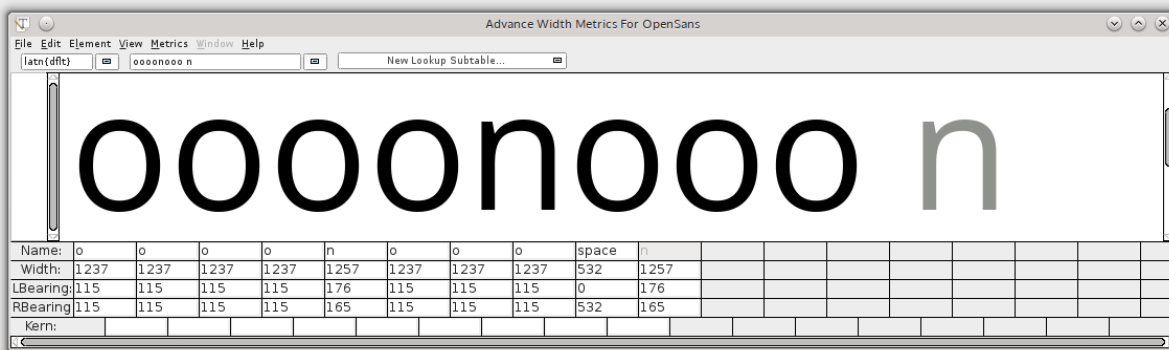 Advance Width Metrics For OpenSans
File Edit Element View Metrics Window Help
latn{dflt} oooonooo n New Lookup Subtable...
oooonooo n
Name: o o o o n o o o space n
Width: 1237 1237 1237 1237 1257 1237 1237 1237 532 1257
LBearing: 115 115 115 115 176 115 115 115 0 176
RBearing 115 115 115 115 165 115 115 115 532 165
Kern: